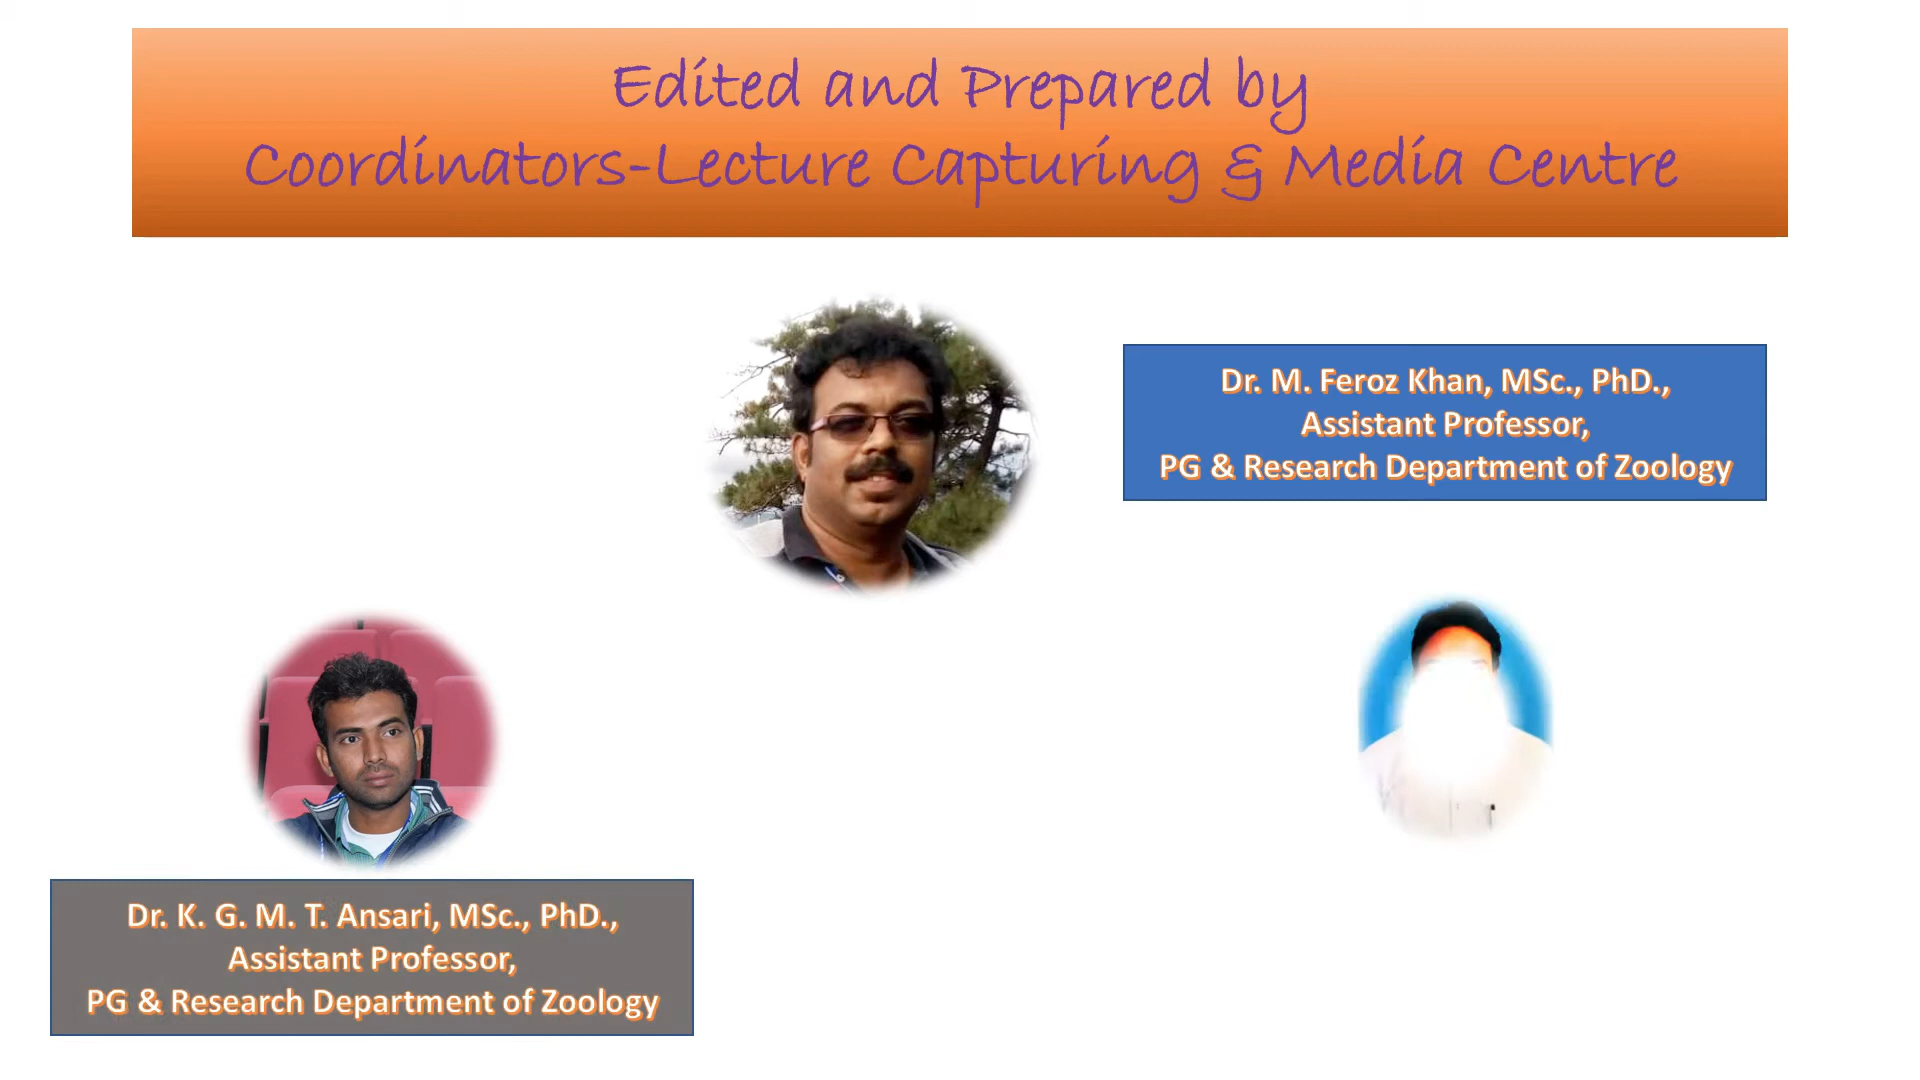 Edited and Prepared by
Coordinators-Lecture Capturing & Media Centre
Dr. M. Feroz Khan, MSc., PhD.,
Assistant Professor,
PG & Research Department of Zoology
Dr. K. G. M. T. Ansari, MSc., PhD.,
Assistant Professor,
PG & Research Department of Zoology